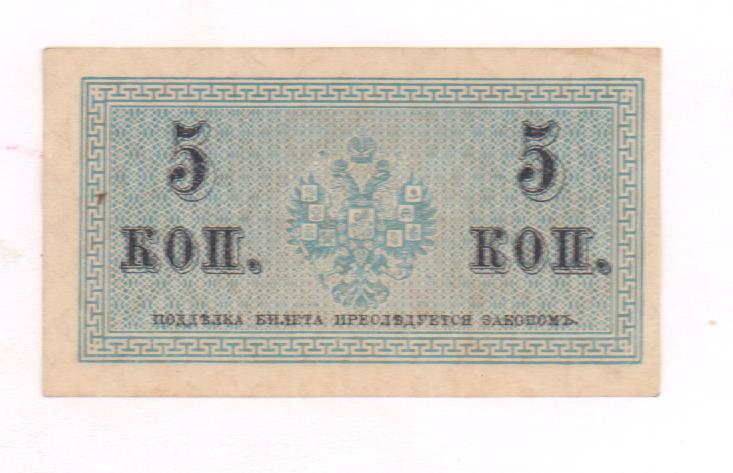 5 5
КОП. КОП.
ПОДДѢЛКА БИЛЕТА ПРЕСЛѢДУЕТСЯ ЗАКОНОМЪ.